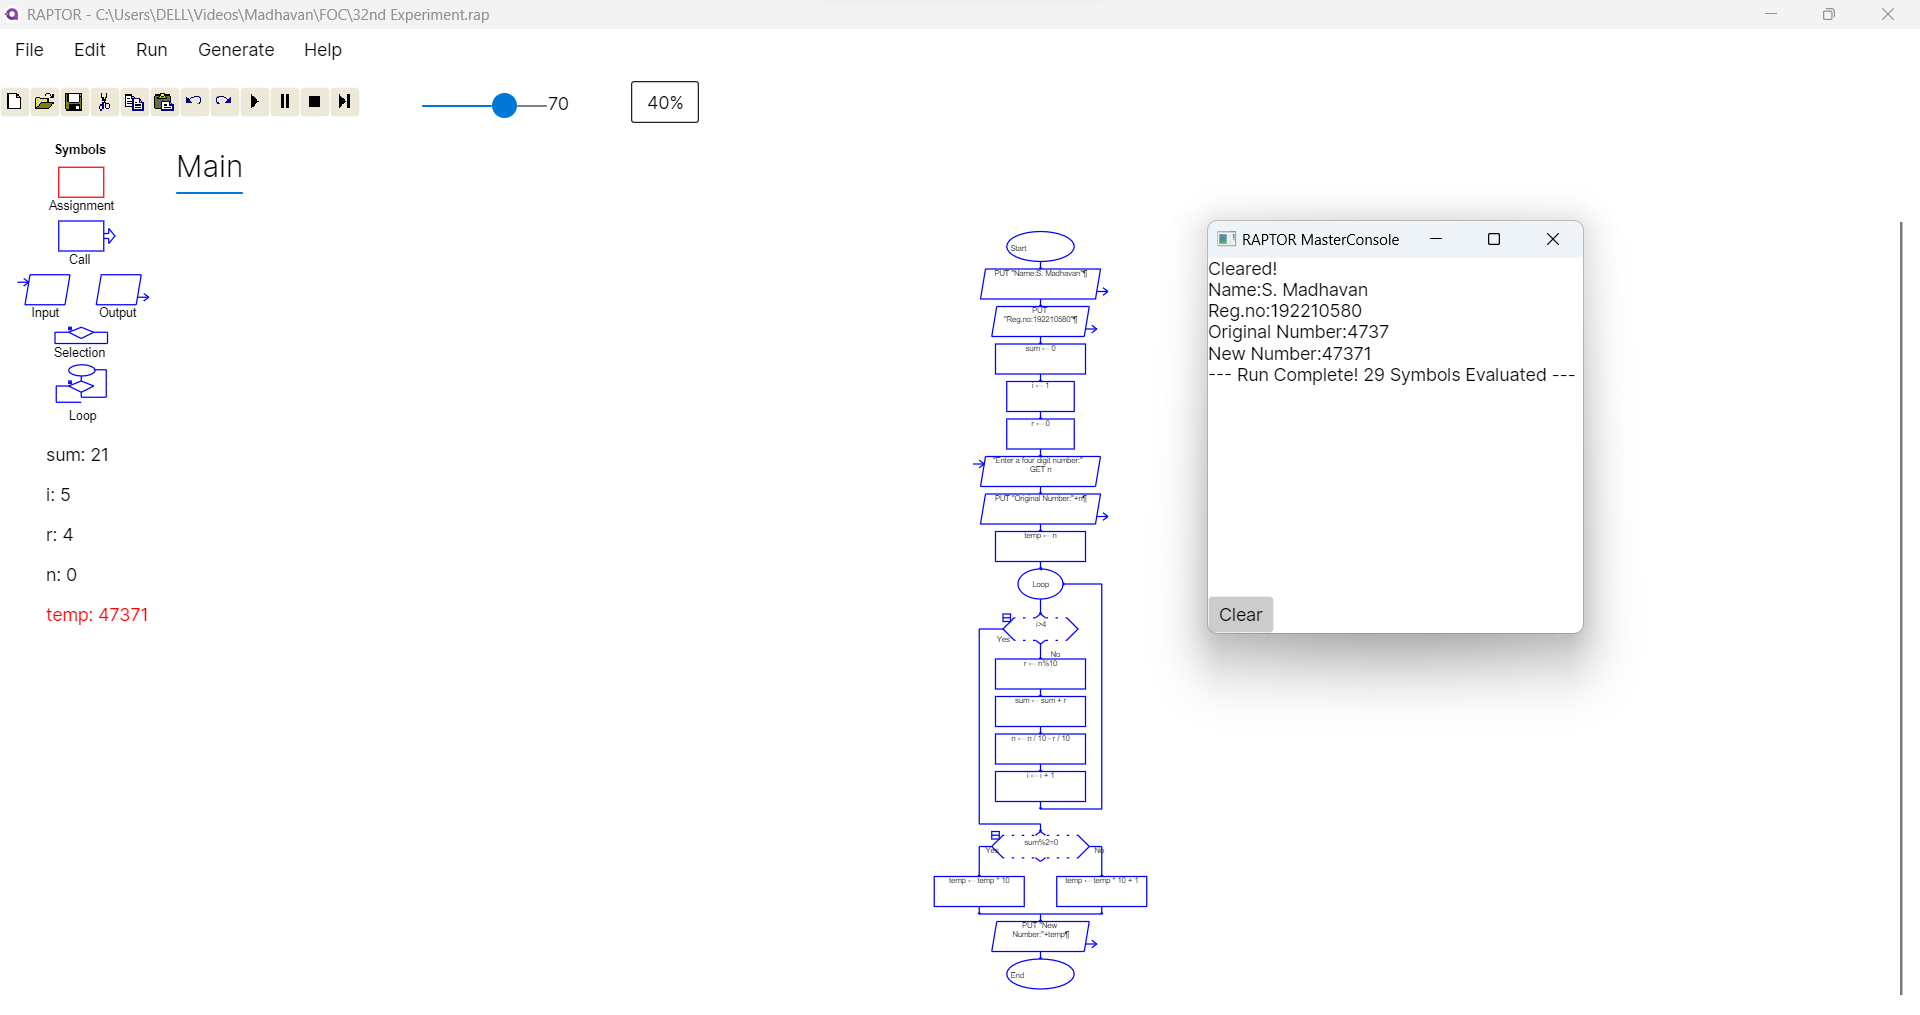 RAPTOR - C:\Users\DELL\Videos\Madhavan\FOC\32nd Experiment.rap
File Edit Run Generate Help
70
40%
Symbols
Assignment
Call
Input Output
Selection
Loop
sum: 21
i: 5
r: 4
n: 0
temp: 47371
Main
Start
PUT "Name:S. Madhavan"¶
PUT
"Reg.no:192210580"¶
sum ← 0
i ← 1
r ← 0
"Enter a four digit number:"
GET n
PUT "Original Number:"+n¶
temp ← n
Loop
i>4
Yes
No
r ← n%10
sum ← sum + r
n ← n / 10 - r / 10
i ← i + 1
sum%2=0
Yes No
temp ← temp * 10
temp ← temp * 10 + 1
PUT "New
Number:"+temp¶
End
RAPTOR MasterConsole
Cleared!
Name:S. Madhavan
Reg.no:192210580
Original Number:4737
New Number:47371
--- Run Complete! 29 Symbols Evaluated ---
Clear